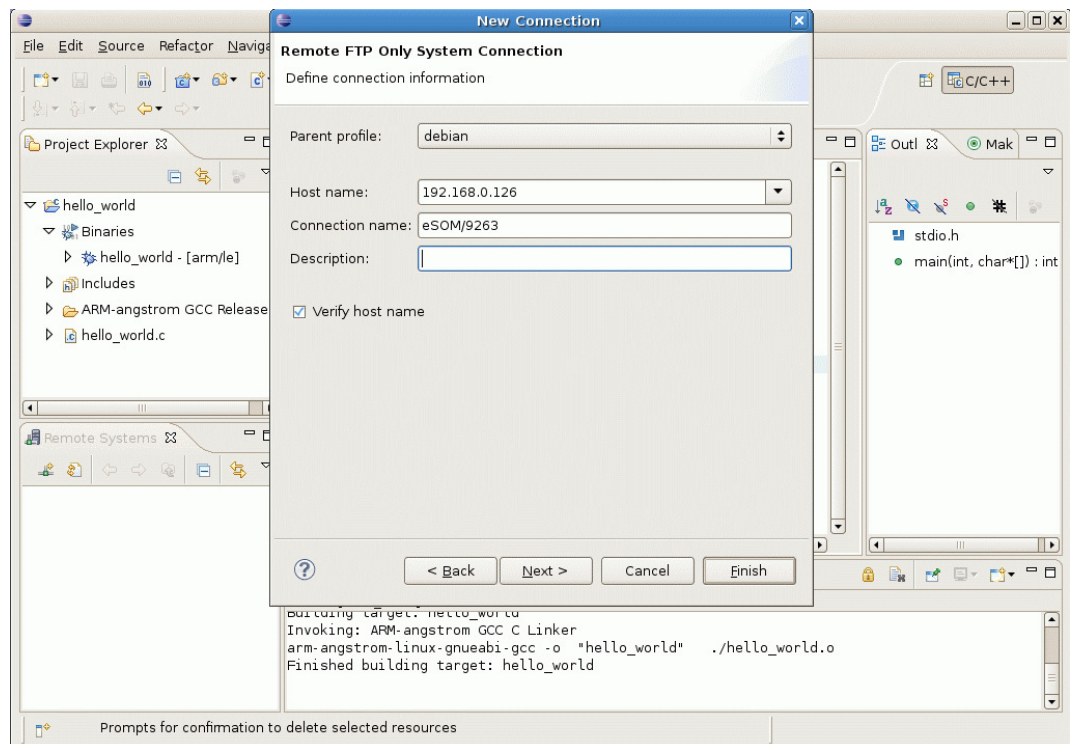 New Connection
File Edit Source Refactor Naviga
Remote FTP Only System Connection
Define connection information
C/C++
Project Explorer
hello_world
Binaries
hello_world - [arm/le]
Includes
ARM-angstrom GCC Release
hello_world.c
Parent profile: debian
Host name: 192.168.0.126
Connection name: eSOM/9263
Description:
Verify host name
Outl Mak
stdio.h
main(int, char*[]) : int
Remote Systems
< Back Next > Cancel Finish
Building target: hello_world
Invoking: ARM-angstrom GCC C Linker
arm-angstrom-linux-gnueabi-gcc -o "hello_world" ./hello_world.o
Finished building target: hello_world
Prompts for confirmation to delete selected resources